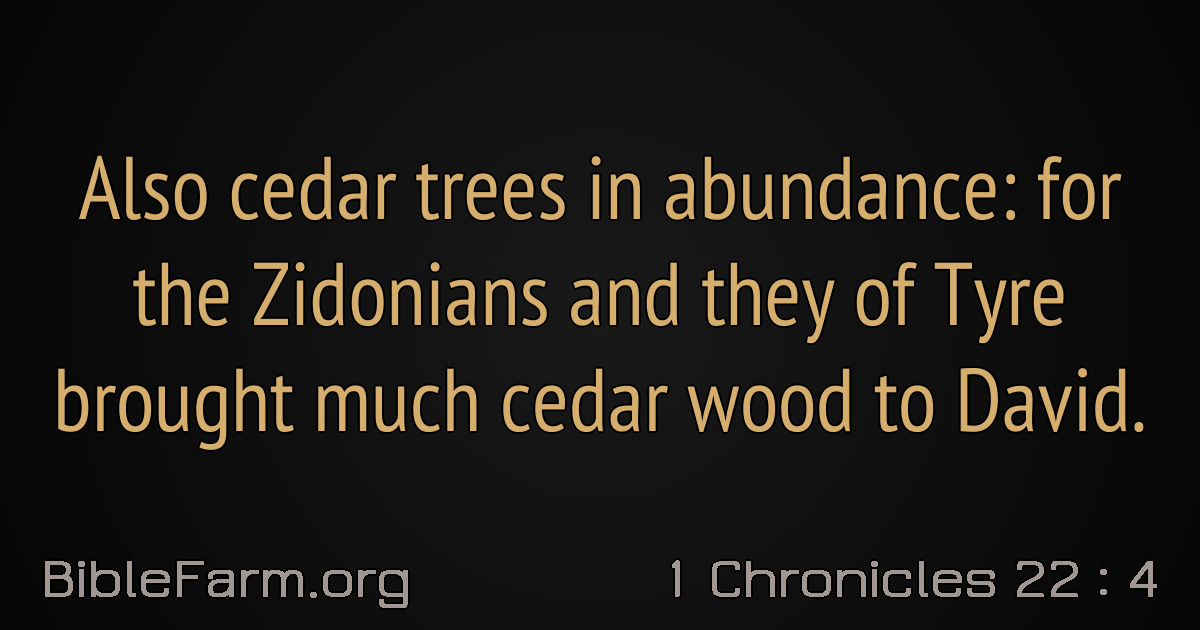 Also cedar trees in abundance: for
the Zidonians and they of Tyre
brought much cedar wood to David.
BibleFarm.org
1 Chronicles 22 : 4